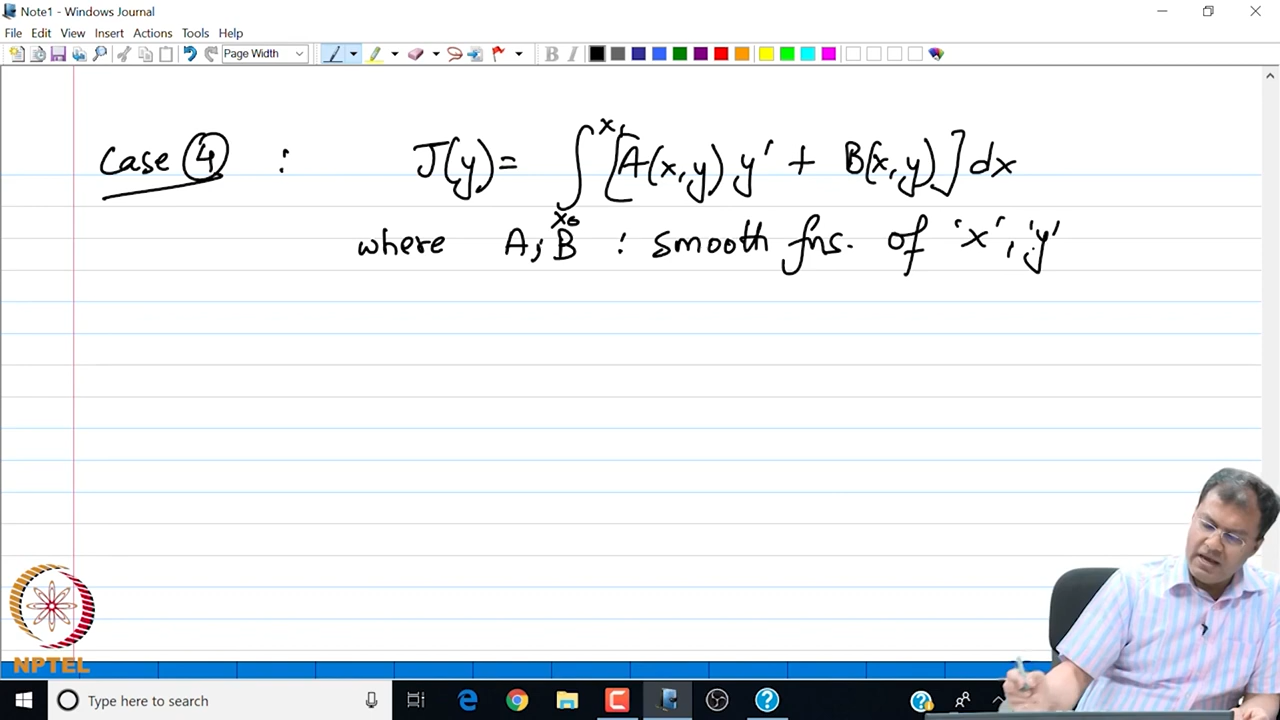 Note1 - Windows Journal
File Edit View Insert Actions Tools Help
Page Width
B I
Case ④ : J(y) = ∫_{x₀}^{x₁} [A(x,y) y' + B(x,y)] dx
where A, B : smooth fns. of 'x', 'y'
NPTEL
Type here to search